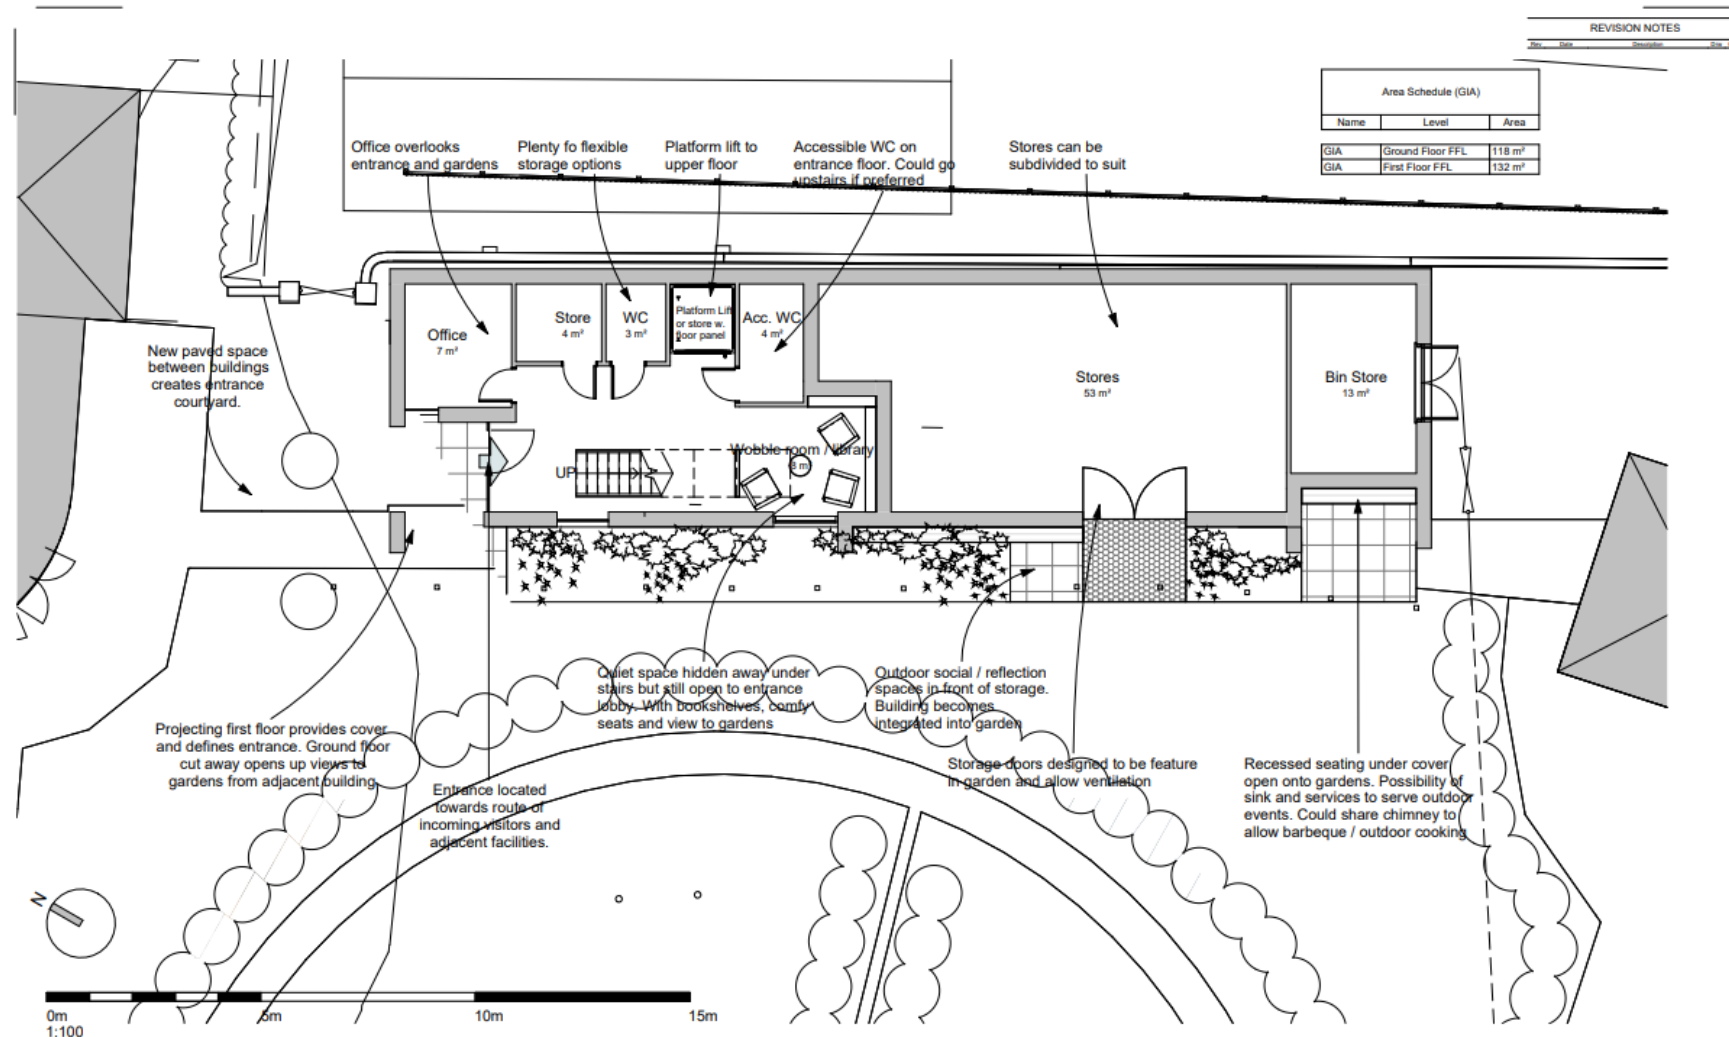 REVISION NOTES
Rev Date Description
Area Schedule (GIA)
Name Level Area
GIA Ground Floor FFL 118 m²
GIA First Floor FFL 132 m²
Office overlooks
entrance and gardens
Plenty fo flexible
storage options
Platform lift to
upper floor
Accessible WC on
entrance floor. Could go
upstairs if preferred
Stores can be
subdivided to suit
New paved space
between buildings
creates entrance
courtyard.
Office
7 m²
Store
4 m²
WC
3 m²
Platform Lift
or store w.
floor panel
Acc. WC
4 m²
Stores
53 m²
Bin Store
13 m²
Wobble room / library
UP
Projecting first floor provides cover
and defines entrance. Ground floor
cut away opens up views to
gardens from adjacent building
Entrance located
towards route of
incoming visitors and
adjacent facilities.
Quiet space hidden away under
stairs but still open to entrance
lobby. With bookshelves, comfy
seats and view to gardens
Outdoor social / reflection
spaces in front of storage.
Building becomes
integrated into garden
Storage doors designed to be feature
in garden and allow ventilation
Recessed seating under cover
open onto gardens. Possibility of
sink and services to serve outdoor
events. Could share chimney to
allow barbeque / outdoor cooking
N
0m 5m 10m 15m
1:100